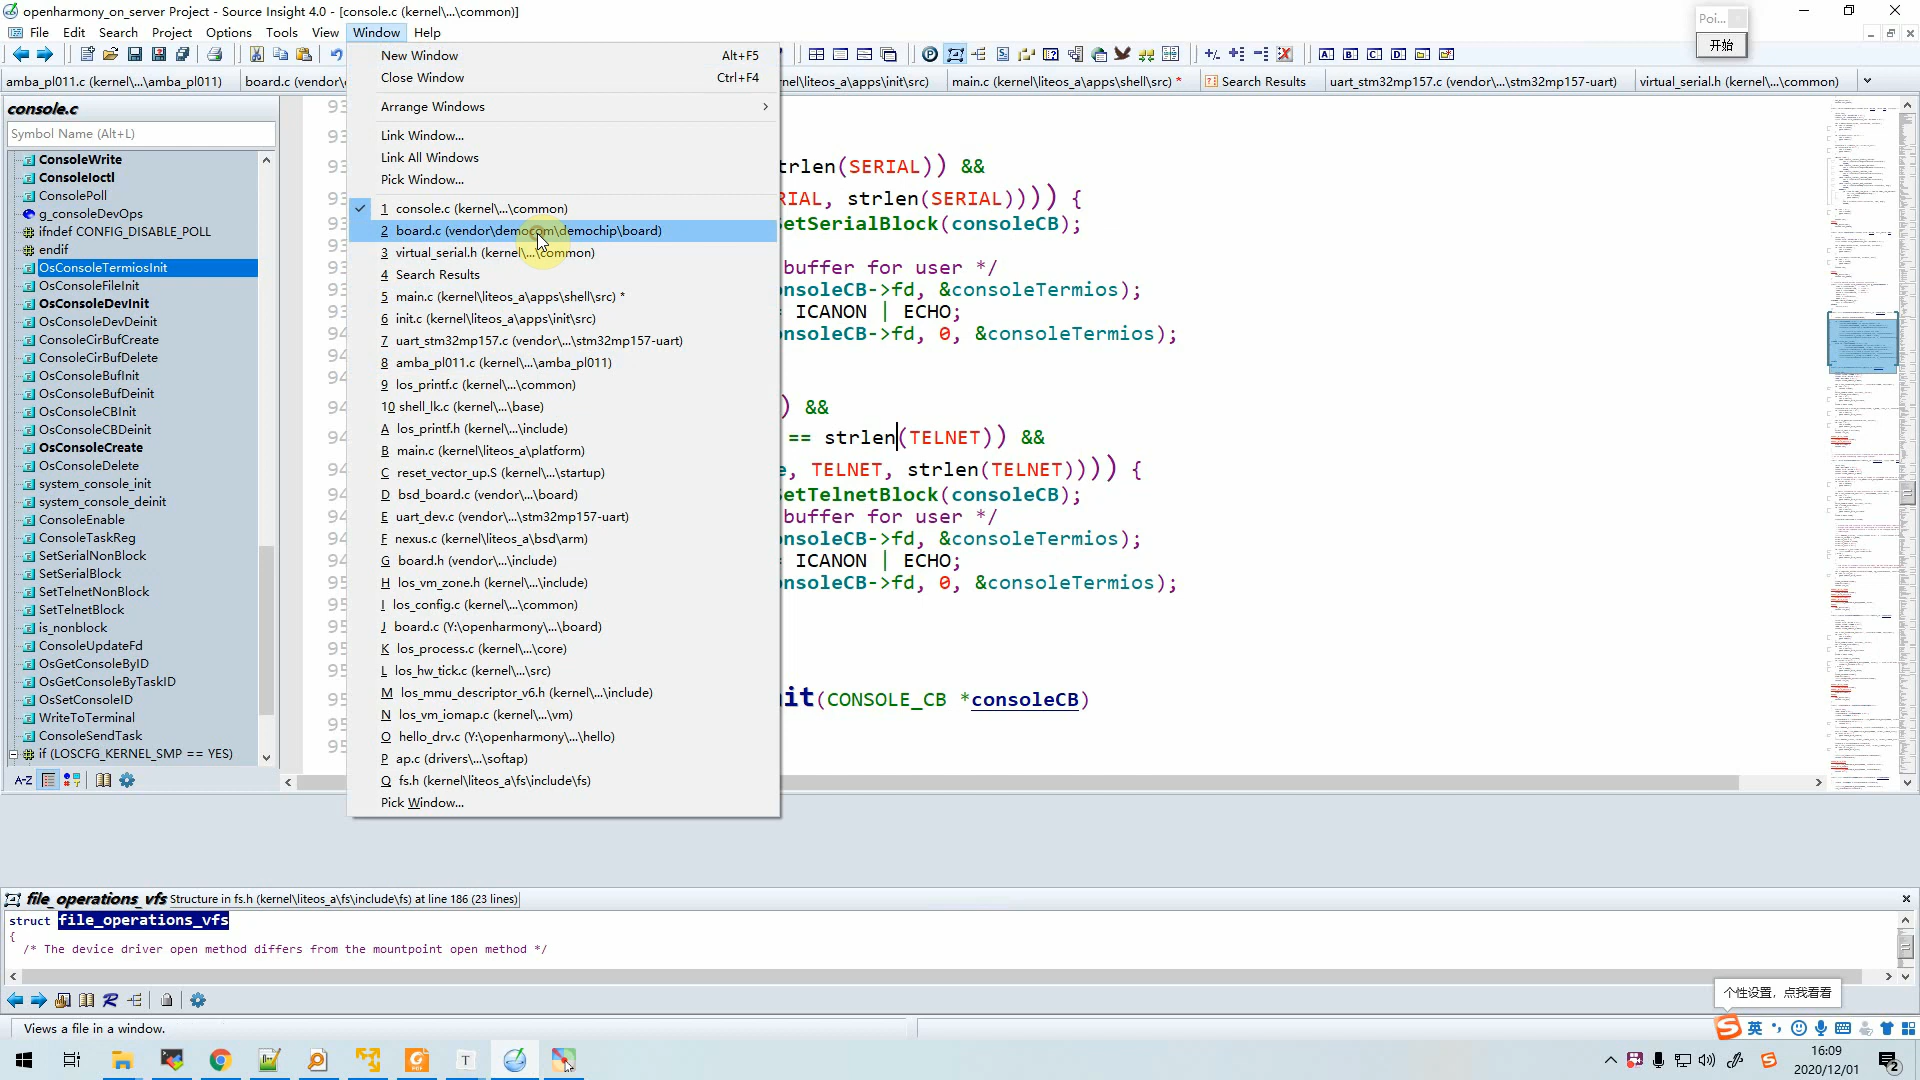 openharmony_on_server Project - Source Insight 4.0 - [console.c (kernel\...\common)]
File Edit Search Project Options Tools View Window Help
Poi...
开始
amba_pl011.c (kernel\...\amba_pl011)
board.c (vendor\
nel\liteos_a\apps\init\src)
main.c (kernel\liteos_a\apps\shell\src) *
Search Results
uart_stm32mp157.c (vendor\...\stm32mp157-uart)
virtual_serial.h (kernel\...\common)
console.c
Symbol Name (Alt+L)
ConsoleWrite
ConsoleIoctl
ConsolePoll
g_consoleDevOps
ifndef CONFIG_DISABLE_POLL
endif
OsConsoleTermiosInit
OsConsoleFileInit
OsConsoleDevInit
OsConsoleDevDeinit
ConsoleCirBufCreate
ConsoleCirBufDelete
OsConsoleBufInit
OsConsoleBufDeinit
OsConsoleCBInit
OsConsoleCBDeinit
OsConsoleCreate
OsConsoleDelete
system_console_init
system_console_deinit
ConsoleEnable
ConsoleTaskReg
SetSerialNonBlock
SetSerialBlock
SetTelnetNonBlock
SetTelnetBlock
is_nonblock
ConsoleUpdateFd
OsGetConsoleByID
OsGetConsoleByTaskID
OsSetConsoleID
WriteToTerminal
ConsoleSendTask
if (LOSCFG_KERNEL_SMP == YES)
New Window Alt+F5
Close Window Ctrl+F4
Arrange Windows
Link Window...
Link All Windows
Pick Window...
1 console.c (kernel\...\common)
2 board.c (vendor\democom\demochip\board)
3 virtual_serial.h (kernel\...\common)
4 Search Results
5 main.c (kernel\liteos_a\apps\shell\src) *
6 init.c (kernel\liteos_a\apps\init\src)
7 uart_stm32mp157.c (vendor\...\stm32mp157-uart)
8 amba_pl011.c (kernel\...\amba_pl011)
9 los_printf.c (kernel\...\common)
10 shell_lk.c (kernel\...\base)
A los_printf.h (kernel\...\include)
B main.c (kernel\liteos_a\platform)
C reset_vector_up.S (kernel\...\startup)
D bsd_board.c (vendor\...\board)
E uart_dev.c (vendor\...\stm32mp157-uart)
F nexus.c (kernel\liteos_a\bsd\arm)
G board.h (vendor\...\include)
H los_vm_zone.h (kernel\...\include)
I los_config.c (kernel\...\common)
J board.c (Y:\openharmony\...\board)
K los_process.c (kernel\...\core)
L los_hw_tick.c (kernel\...\src)
M los_mmu_descriptor_v6.h (kernel\...\include)
N los_vm_iomap.c (kernel\...\vm)
O hello_drv.c (Y:\openharmony\...\hello)
P ap.c (drivers\...\softap)
Q fs.h (kernel\liteos_a\fs\include\fs)
Pick Window...
trlen(SERIAL)) &&
RIAL, strlen(SERIAL)))) {
etSerialBlock(consoleCB);
buffer for user */
nsoleCB->fd, &consoleTermios);
ICANON | ECHO;
nsoleCB->fd, 0, &consoleTermios);
) &&
== strlen(TELNET)) &&
e, TELNET, strlen(TELNET)))) {
etTelnetBlock(consoleCB);
buffer for user */
nsoleCB->fd, &consoleTermios);
ICANON | ECHO;
nsoleCB->fd, 0, &consoleTermios);
it(CONSOLE_CB *consoleCB)
file_operations_vfs Structure in fs.h (kernel\liteos_a\fs\include\fs) at line 186 (23 lines)
struct file_operations_vfs
{
/* The device driver open method differs from the mountpoint open method */
个性设置，点我看看
Views a file in a window.
英
16:09
2020/12/01
2